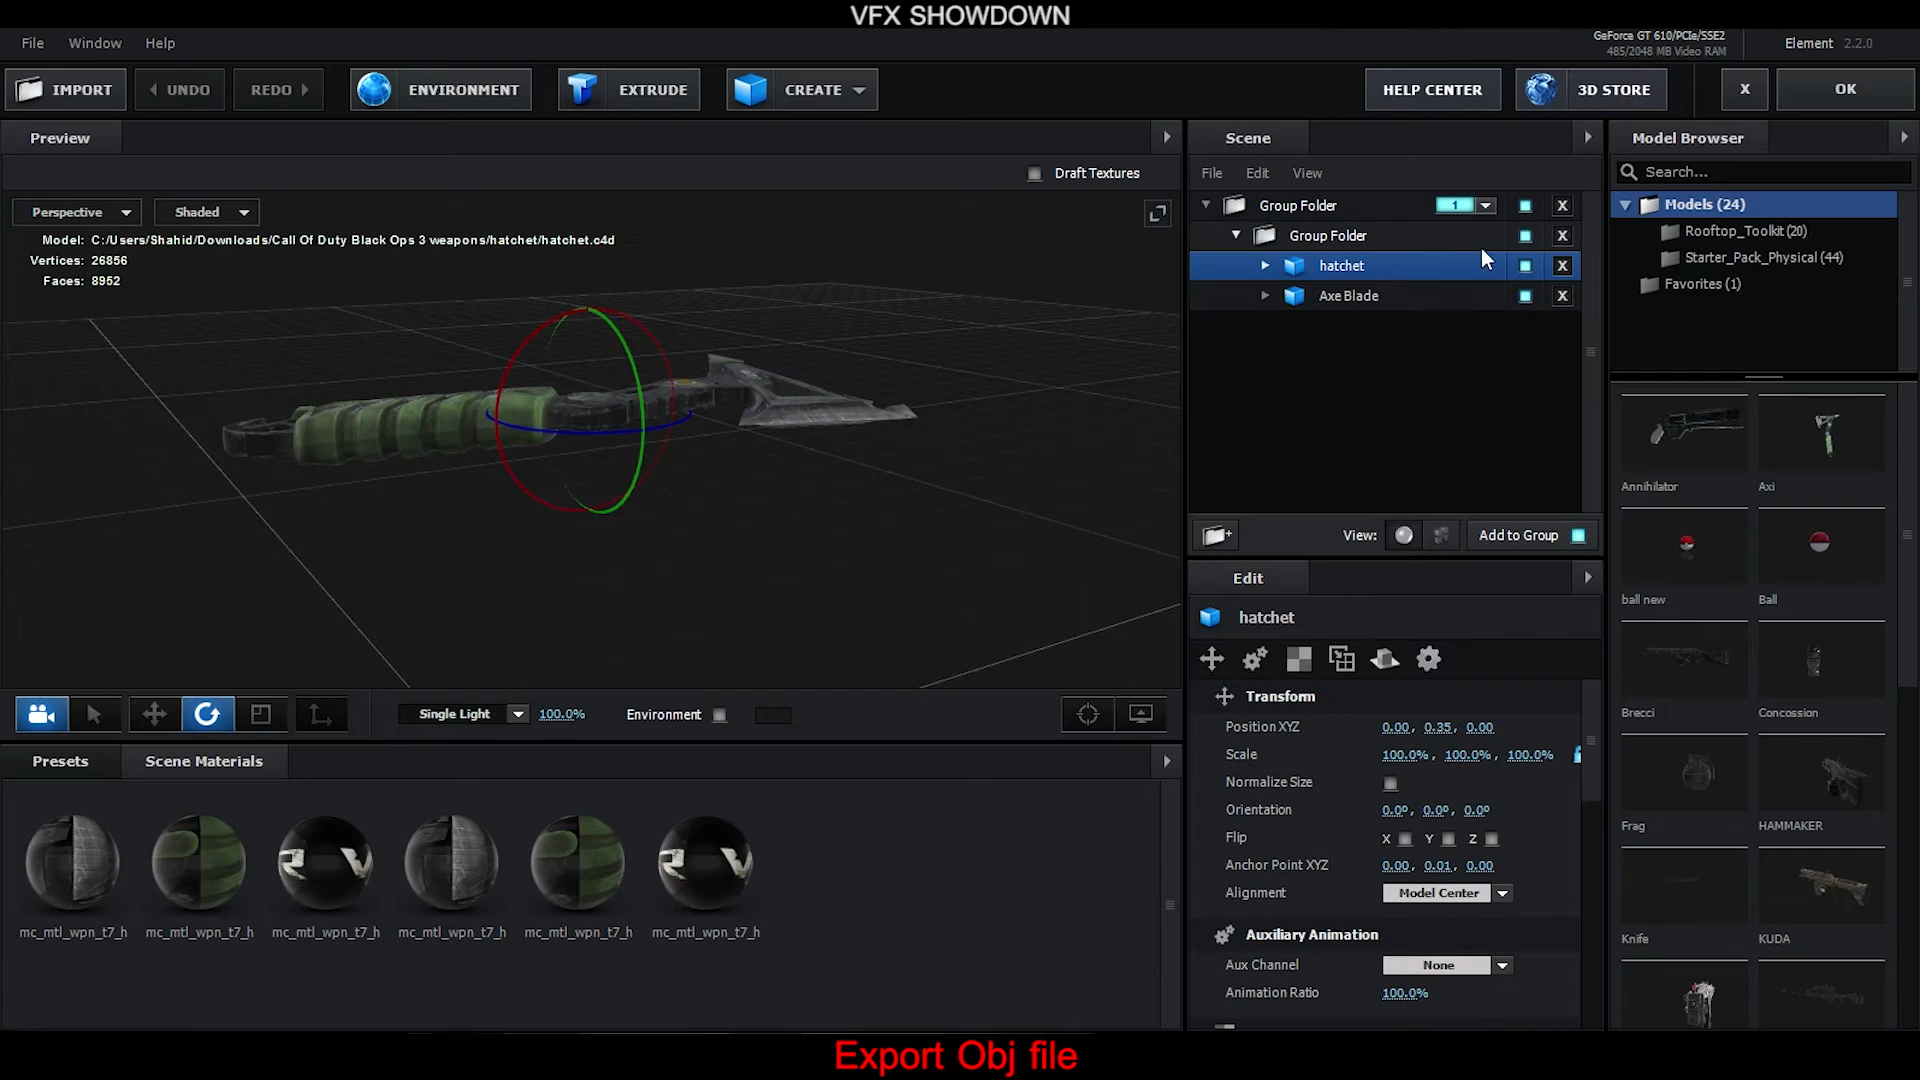 VFX SHOWDOWN
File Window Help
GeForce GT 610/PCIe/SSE2
485/2048 MB Video RAM
Element 2.2.0
IMPORT UNDO REDO ENVIRONMENT EXTRUDE CREATE HELP CENTER 3D STORE X OK
Preview
Draft Textures
Perspective Shaded
Model: C:/Users/Shahid/Downloads/Call Of Duty Black Ops 3 weapons/hatchet/hatchet.c4d
Vertices: 26856
Faces: 8952
Single Light 100.0% Environment
Presets Scene Materials
mc_mtl_wpn_t7_h mc_mtl_wpn_t7_h mc_mtl_wpn_t7_h mc_mtl_wpn_t7_h mc_mtl_wpn_t7_h mc_mtl_wpn_t7_h
Scene
File Edit View
Group Folder 1 X
Group Folder X
hatchet X
Axe Blade X
View: Add to Group
Edit
hatchet
Transform
Position XYZ 0.00, 0.35, 0.00
Scale 100.0%, 100.0%, 100.0%
Normalize Size
Orientation 0.0º, 0.0º, 0.0º
Flip X Y Z
Anchor Point XYZ 0.00, 0.01, 0.00
Alignment Model Center
Auxiliary Animation
Aux Channel None
Animation Ratio 100.0%
Model Browser
Search...
Models (24)
Rooftop_Toolkit (20)
Starter_Pack_Physical (44)
Favorites (1)
Annihilator Axi
ball new Ball
Brecci Concossion
Frag HAMMAKER
Knife KUDA
R V
R V
Export Obj file